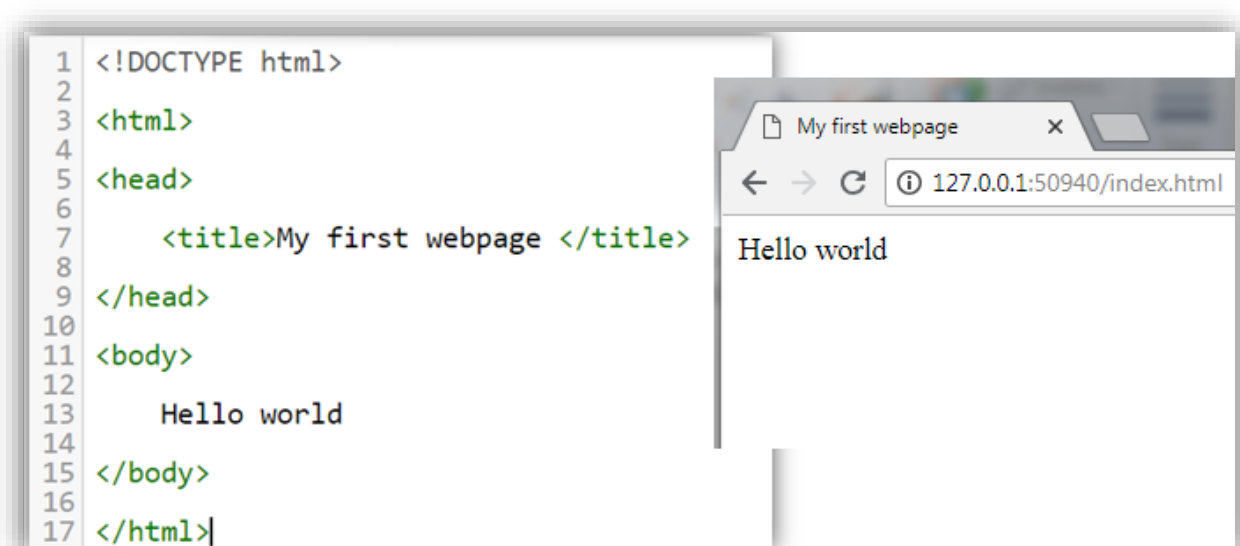 1 <!DOCTYPE html>
2
3 <html>
4
5 <head>
6
7     <title>My first webpage </title>
8
9 </head>
10
11 <body>
12
13     Hello world
14
15 </body>
16
17 </html>
My first webpage
127.0.0.1:50940/index.html
Hello world